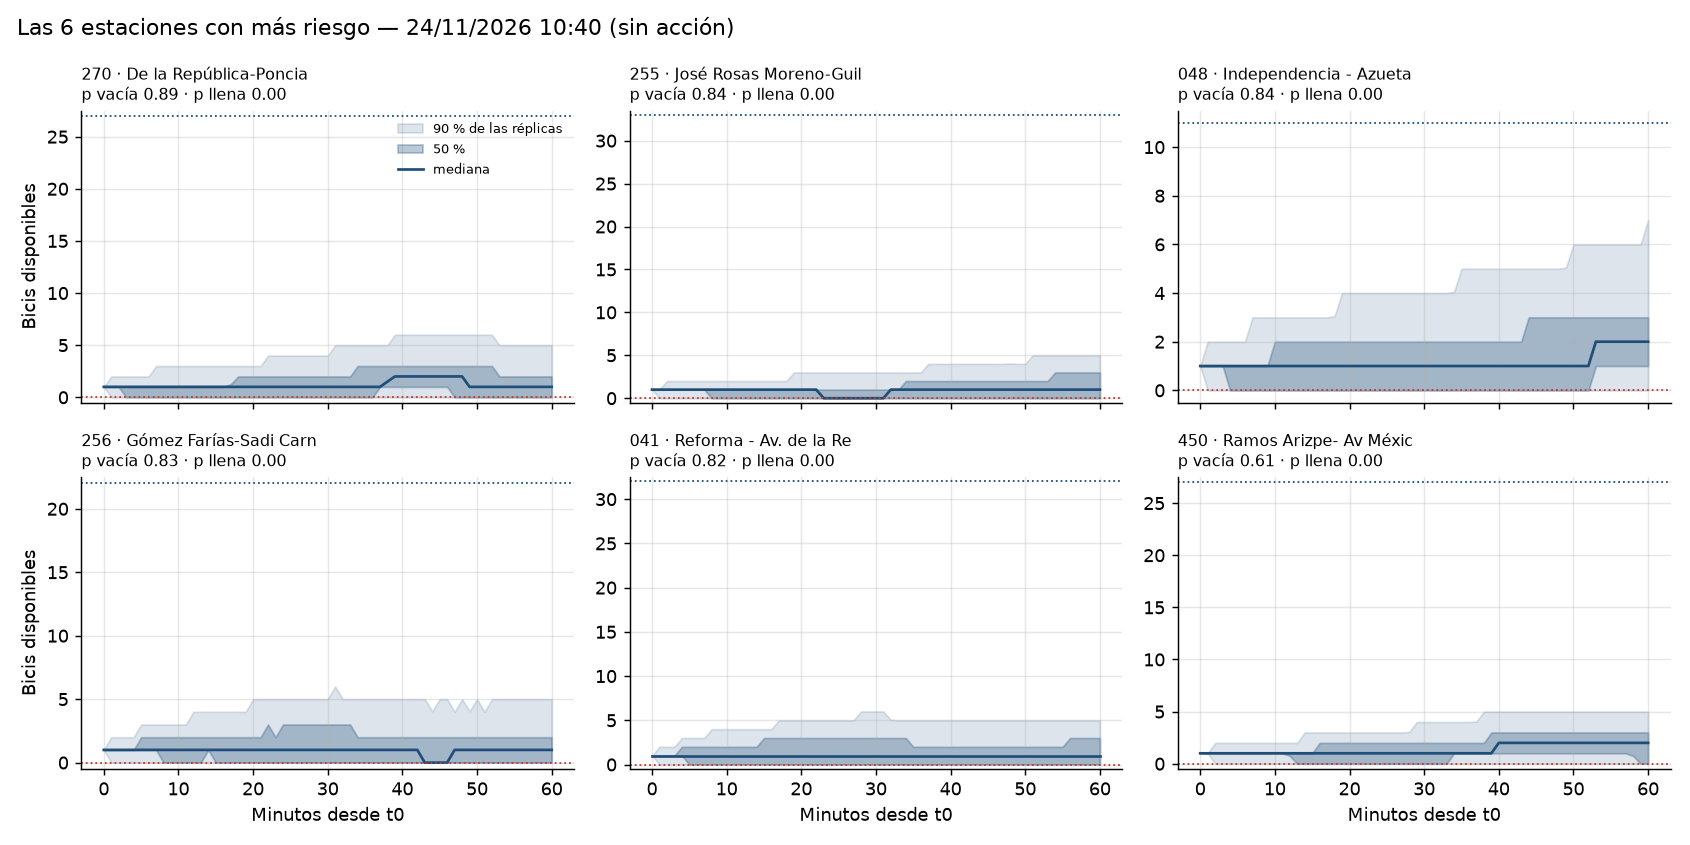 Las 6 estaciones con más riesgo — 24/11/2026 10:40 (sin acción)
270 · De la República-Poncia
p vacía 0.89 · p llena 0.00
90 % de las réplicas
50 %
mediana
25
20
15
10
5
0
Bicis disponibles
255 · José Rosas Moreno-Guil
p vacía 0.84 · p llena 0.00
30
25
20
15
10
5
0
048 · Independencia - Azueta
p vacía 0.84 · p llena 0.00
10
8
6
4
2
0
256 · Gómez Farías-Sadi Carn
p vacía 0.83 · p llena 0.00
20
15
10
5
0
Bicis disponibles
0 10 20 30 40 50 60
Minutos desde t0
041 · Reforma - Av. de la Re
p vacía 0.82 · p llena 0.00
30
25
20
15
10
5
0
0 10 20 30 40 50 60
Minutos desde t0
450 · Ramos Arizpe- Av Méxic
p vacía 0.61 · p llena 0.00
25
20
15
10
5
0
0 10 20 30 40 50 60
Minutos desde t0